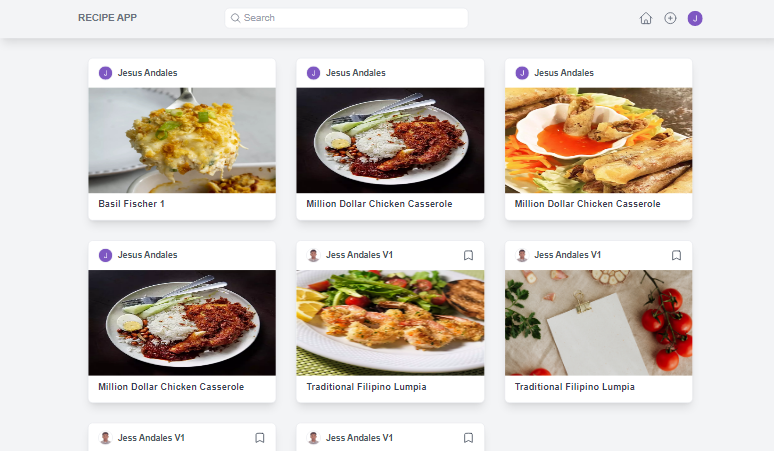 RECIPE APP
Search
J
J Jesus Andales
J Jesus Andales
J Jesus Andales
Basil Fischer 1
Million Dollar Chicken Casserole
Million Dollar Chicken Casserole
J Jesus Andales
Jess Andales V1
Jess Andales V1
Million Dollar Chicken Casserole
Traditional Filipino Lumpia
Traditional Filipino Lumpia
Jess Andales V1
Jess Andales V1